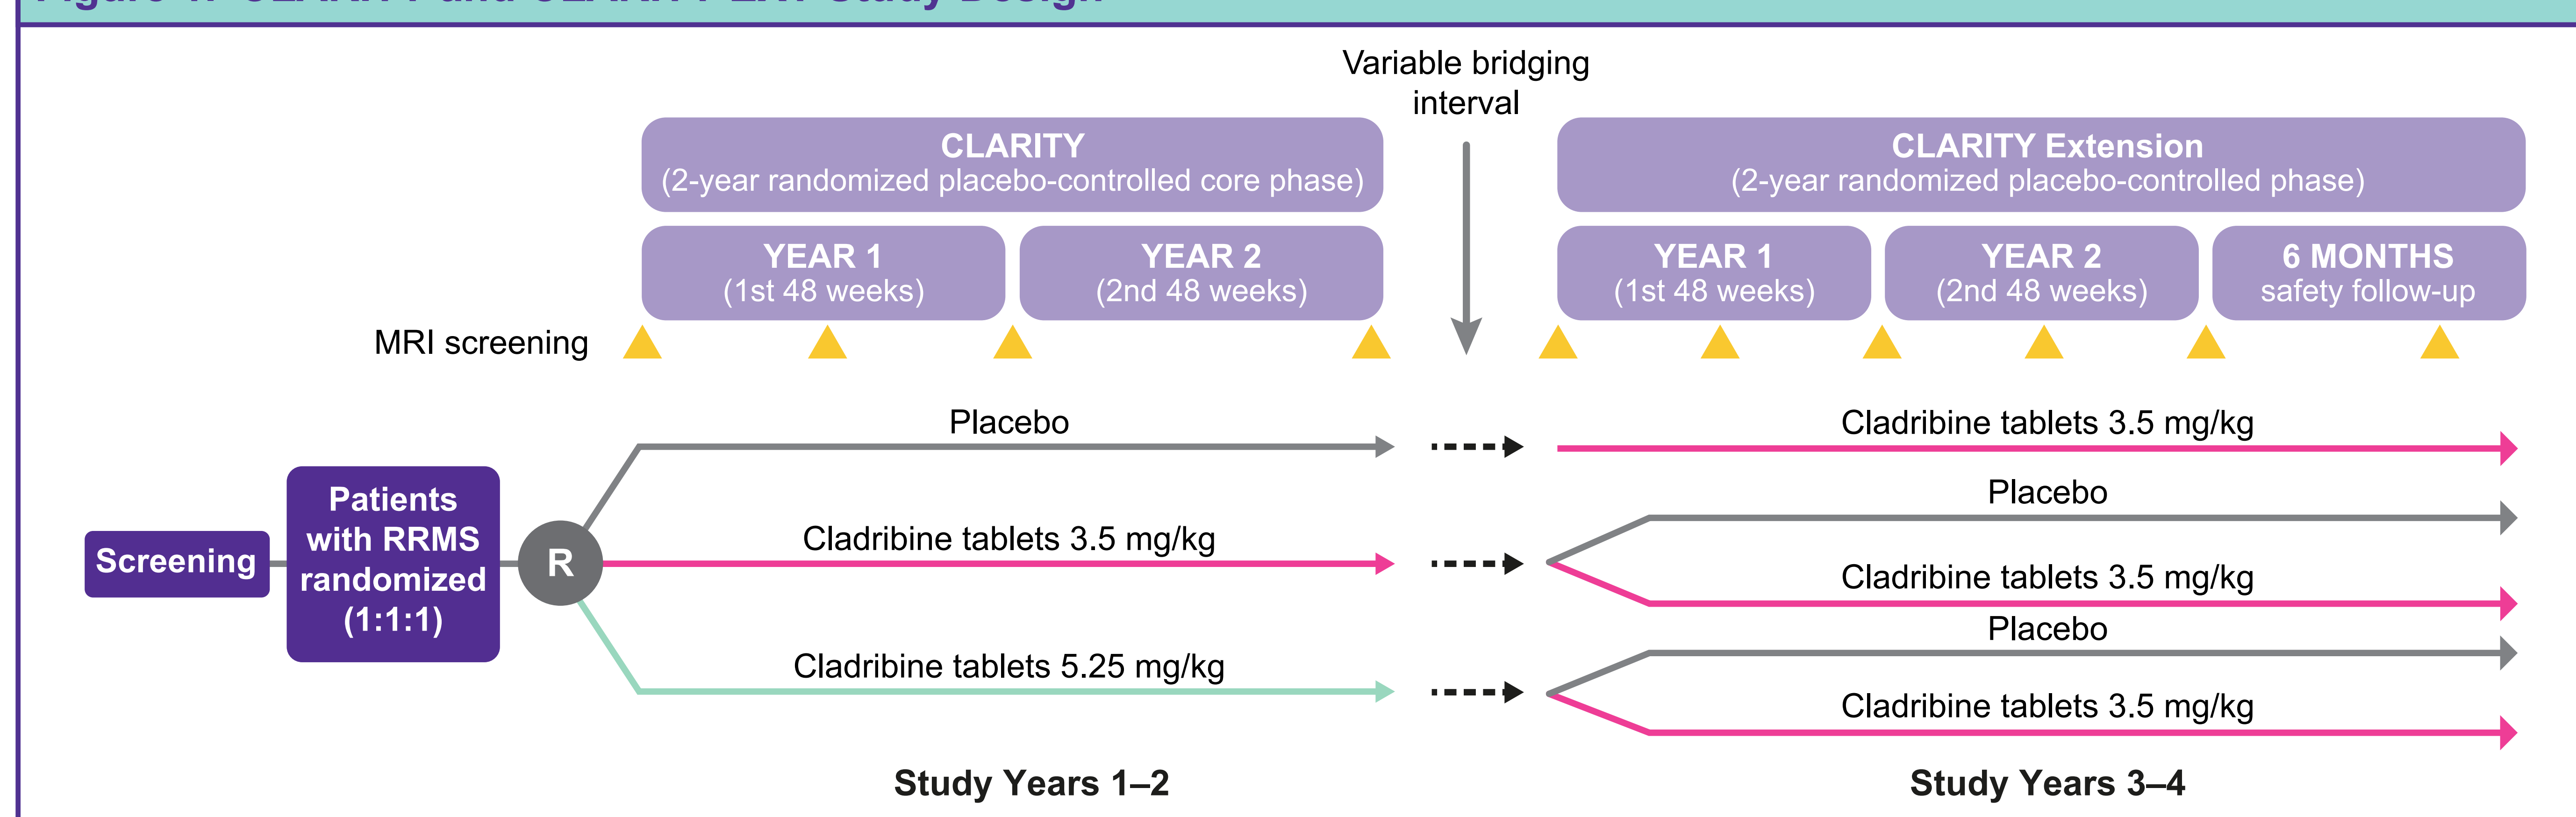 Variable bridging
interval
CLARITY
(2-year randomized placebo-controlled core phase)
CLARITY Extension
(2-year randomized placebo-controlled phase)
YEAR 1
(1st 48 weeks)
YEAR 2
(2nd 48 weeks)
YEAR 1
(1st 48 weeks)
YEAR 2
(2nd 48 weeks)
6 MONTHS
safety follow-up
MRI screening
Screening
Patients
with RRMS
randomized
(1:1:1)
R
Placebo
Cladribine tablets 3.5 mg/kg
Cladribine tablets 5.25 mg/kg
Cladribine tablets 3.5 mg/kg
Placebo
Cladribine tablets 3.5 mg/kg
Placebo
Cladribine tablets 3.5 mg/kg
Study Years 1–2
Study Years 3–4